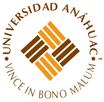 • UNIVERSIDAD ANÁHUAC •
VINCE IN BONO MALUM